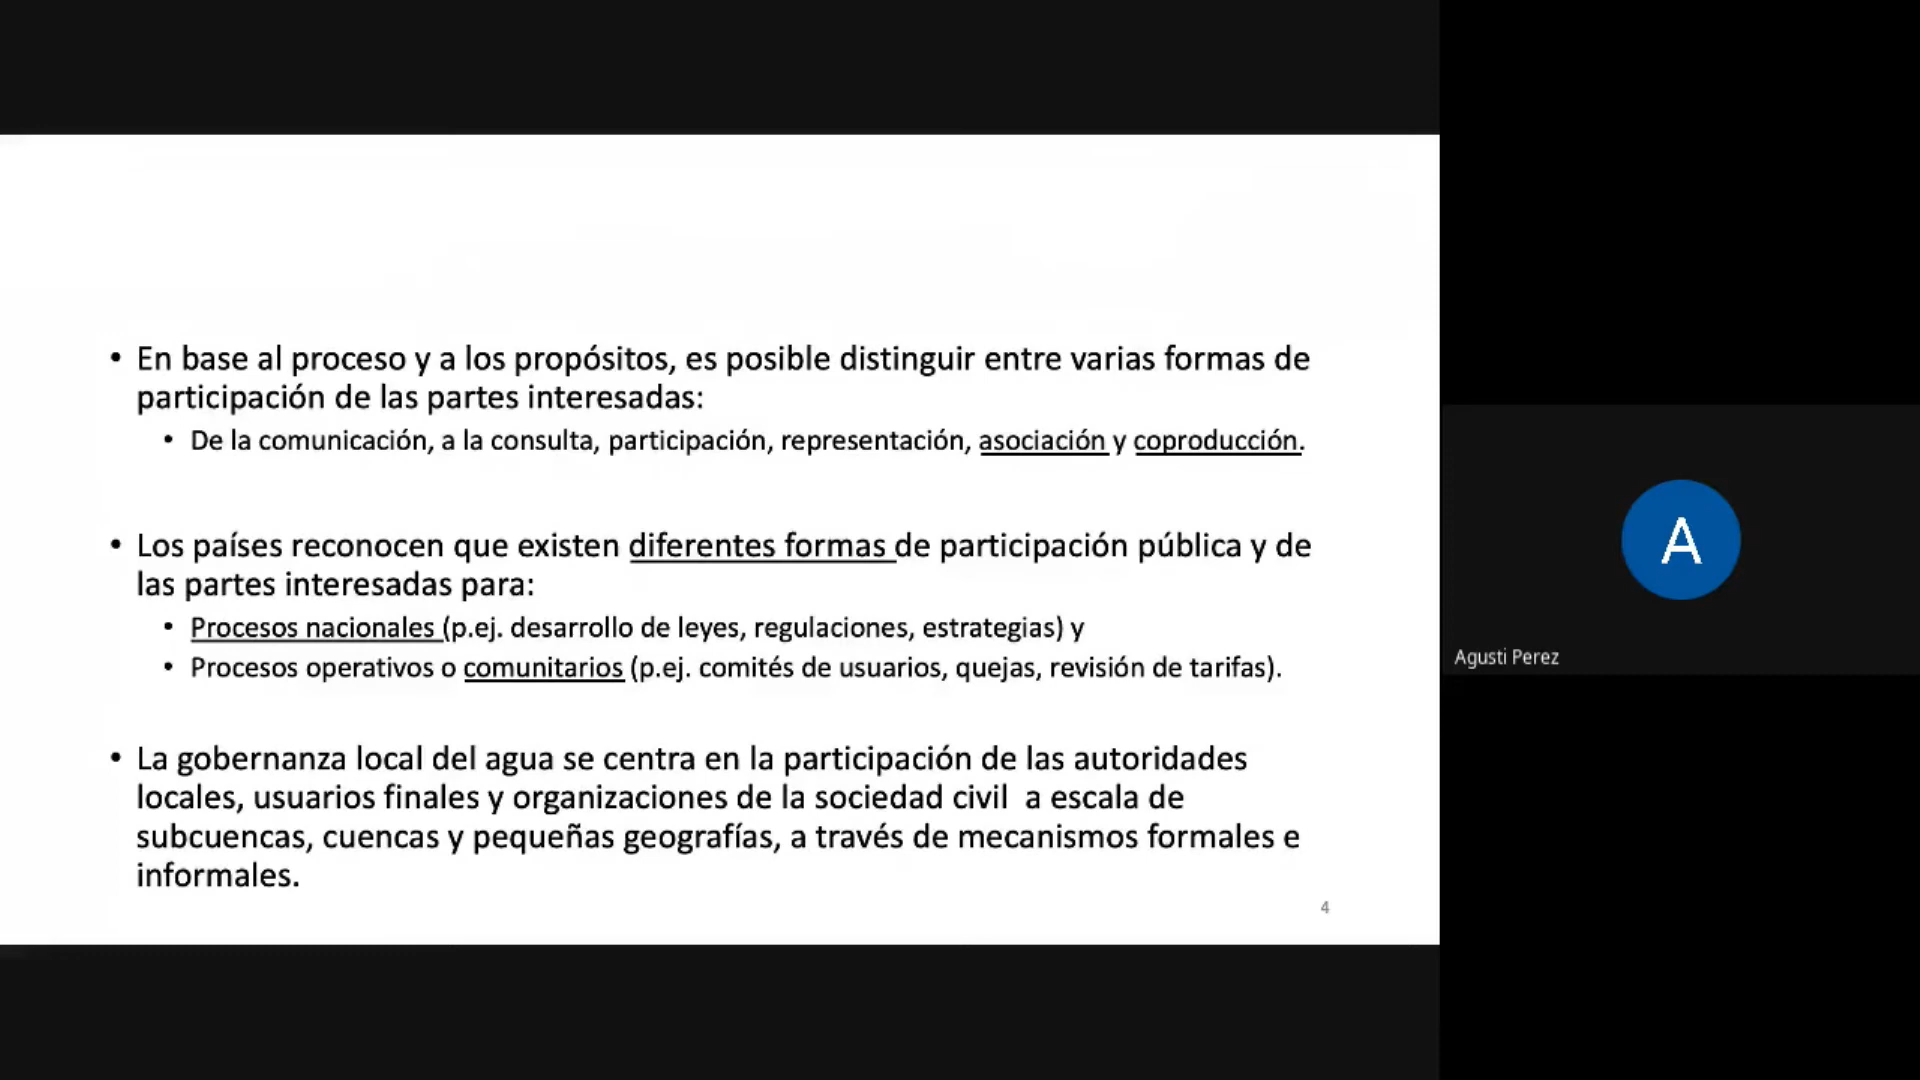 • En base al proceso y a los propósitos, es posible distinguir entre varias formas de
participación de las partes interesadas:
• De la comunicación, a la consulta, participación, representación, asociación y coproducción.
• Los países reconocen que existen diferentes formas de participación pública y de
las partes interesadas para:
• Procesos nacionales (p.ej. desarrollo de leyes, regulaciones, estrategias) y
• Procesos operativos o comunitarios (p.ej. comités de usuarios, quejas, revisión de tarifas).
• La gobernanza local del agua se centra en la participación de las autoridades
locales, usuarios finales y organizaciones de la sociedad civil  a escala de
subcuencas, cuencas y pequeñas geografías, a través de mecanismos formales e
informales.
4
A
Agusti Perez